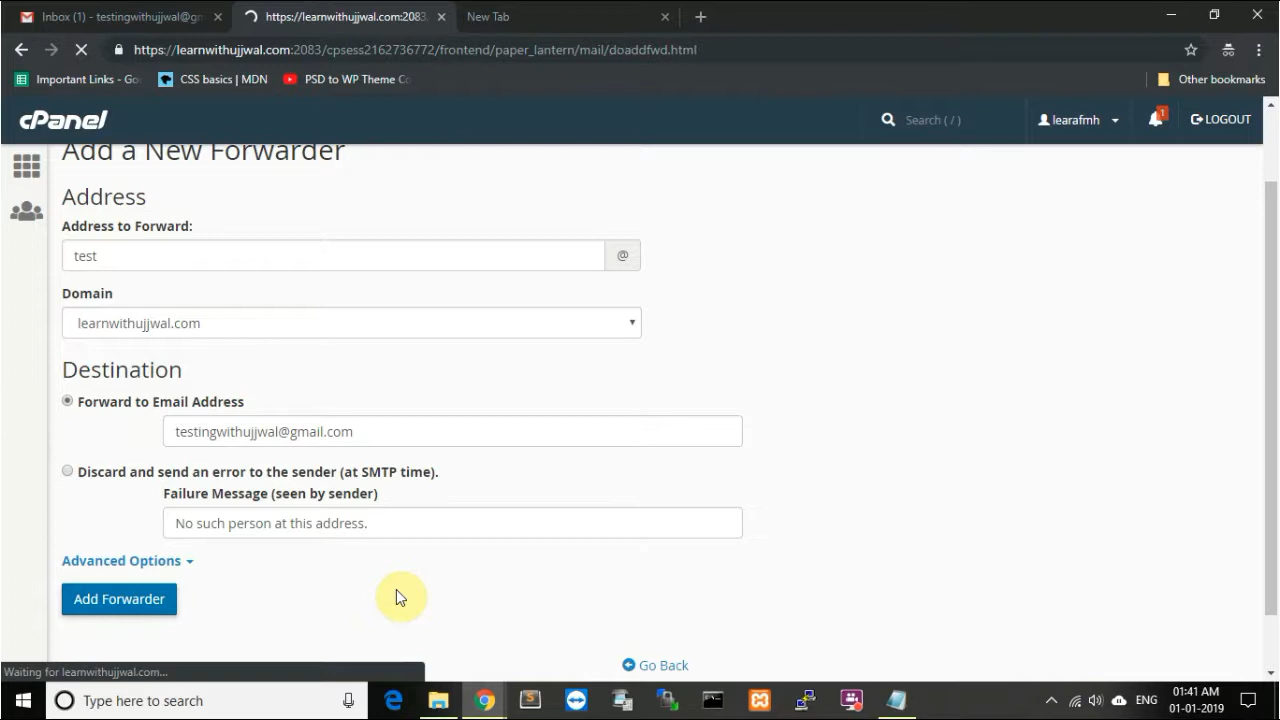 Inbox (1) - testingwithujjwal@gm
https://learnwithujjwal.com:2083
New Tab
https://learnwithujjwal.com:2083/cpsess2162736772/frontend/paper_lantern/mail/doaddfwd.html
Important Links - Goo
CSS basics | MDN
PSD to WP Theme Co
Other bookmarks
cPanel
Search ( / )
learafmh
1
LOGOUT
Add a New Forwarder
Address
Address to Forward:
test
@
Domain
learnwithujjwal.com
Destination
Forward to Email Address
testingwithujjwal@gmail.com
Discard and send an error to the sender (at SMTP time).
Failure Message (seen by sender)
No such person at this address.
Advanced Options
Add Forwarder
Go Back
Waiting for learnwithujjwal.com...
Type here to search
ENG
01:41 AM
01-01-2019